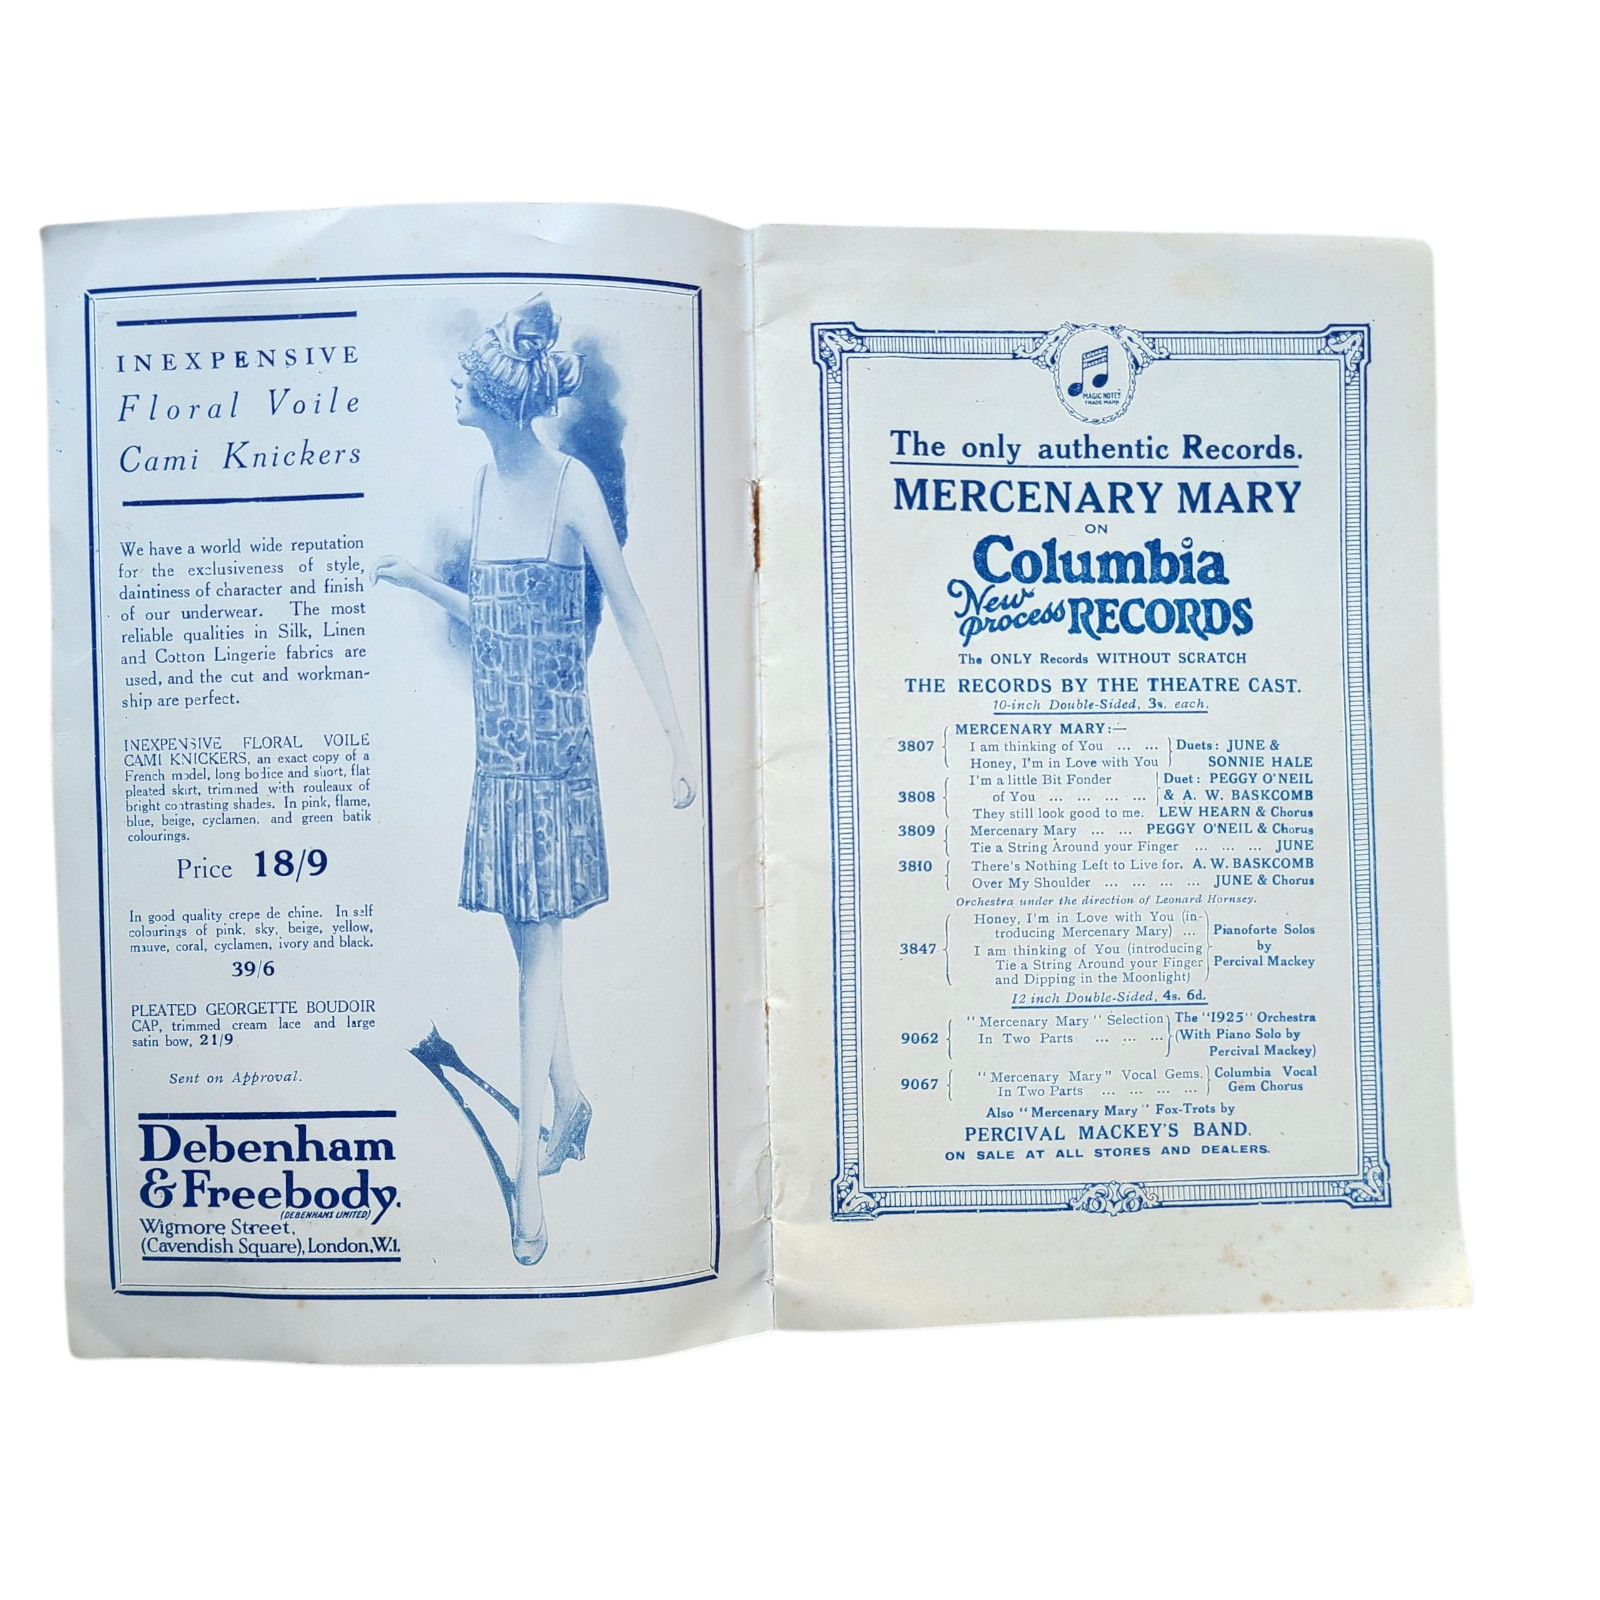 INEXPENSIVE
Floral Voile
Cami Knickers
We have a world wide reputation
for the exclusiveness of style,
daintiness of character and finish
of our underwear. The most
reliable qualities in Silk, Linen
and Cotton Lingerie fabrics are
used, and the cut and workman-
ship are perfect.
INEXPENSIVE FLORAL VOILE
CAMI KNICKERS, an exact copy of a
French model, long bodice and short, flat
pleated skirt, trimmed with rouleaux of
bright contrasting shades. In pink, flame,
blue, beige, cyclamen, and green batik
colourings.
Price 18/9
In good quality crepe de chine. In self
colourings of pink, sky, beige, yellow,
mauve, coral, cyclamen, ivory and black.
39/6
PLEATED GEORGETTE BOUDOIR
CAP, trimmed cream lace and large
satin bow, 21/9
Sent on Approval.
Debenham
& Freebody.
(DEBENHAMS LIMITED)
Wigmore Street,
(Cavendish Square), London, W.1.
MAGIC NOTES
TRADE MARK
The only authentic Records.
MERCENARY MARY
ON
Columbia
New process RECORDS
The ONLY Records WITHOUT SCRATCH
THE RECORDS BY THE THEATRE CAST.
10-inch Double-Sided, 3s. each.
MERCENARY MARY:—
3807 I am thinking of You ... ... Duets: JUNE &
Honey, I'm in Love with You SONNIE HALE
I'm a little Bit Fonder Duet: PEGGY O'NEIL
3808 of You ... ... ... ... & A. W. BASKCOMB
They still look good to me. LEW HEARN & Chorus
3809 Mercenary Mary ... ... PEGGY O'NEIL & Chorus
Tie a String Around your Finger ... ... ... JUNE
3810 There's Nothing Left to Live for. A. W. BASKCOMB
Over My Shoulder ... ... ... ... JUNE & Chorus
Orchestra under the direction of Leonard Hornsey.
Honey, I'm in Love with You (in-
troducing Mercenary Mary) ... Pianoforte Solos
3847 I am thinking of You (introducing by
Tie a String Around your Finger Percival Mackey
and Dipping in the Moonlight)
12 inch Double-Sided, 4s. 6d.
"Mercenary Mary" Selection The "1925" Orchestra
9062 In Two Parts ... ... ... (With Piano Solo by
Percival Mackey)
9067 "Mercenary Mary" Vocal Gems. Columbia Vocal
In Two Parts ... ... ... ... Gem Chorus
Also "Mercenary Mary" Fox-Trots by
PERCIVAL MACKEY'S BAND.
ON SALE AT ALL STORES AND DEALERS.